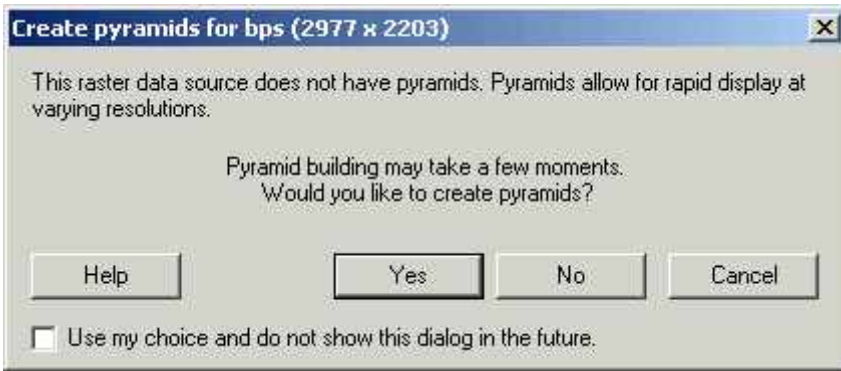 Create pyramids for bps (2977 x 2203)
This raster data source does not have pyramids. Pyramids allow for rapid display at
varying resolutions.
Pyramid building may take a few moments.
Would you like to create pyramids?
Help
Yes
No
Cancel
Use my choice and do not show this dialog in the future.